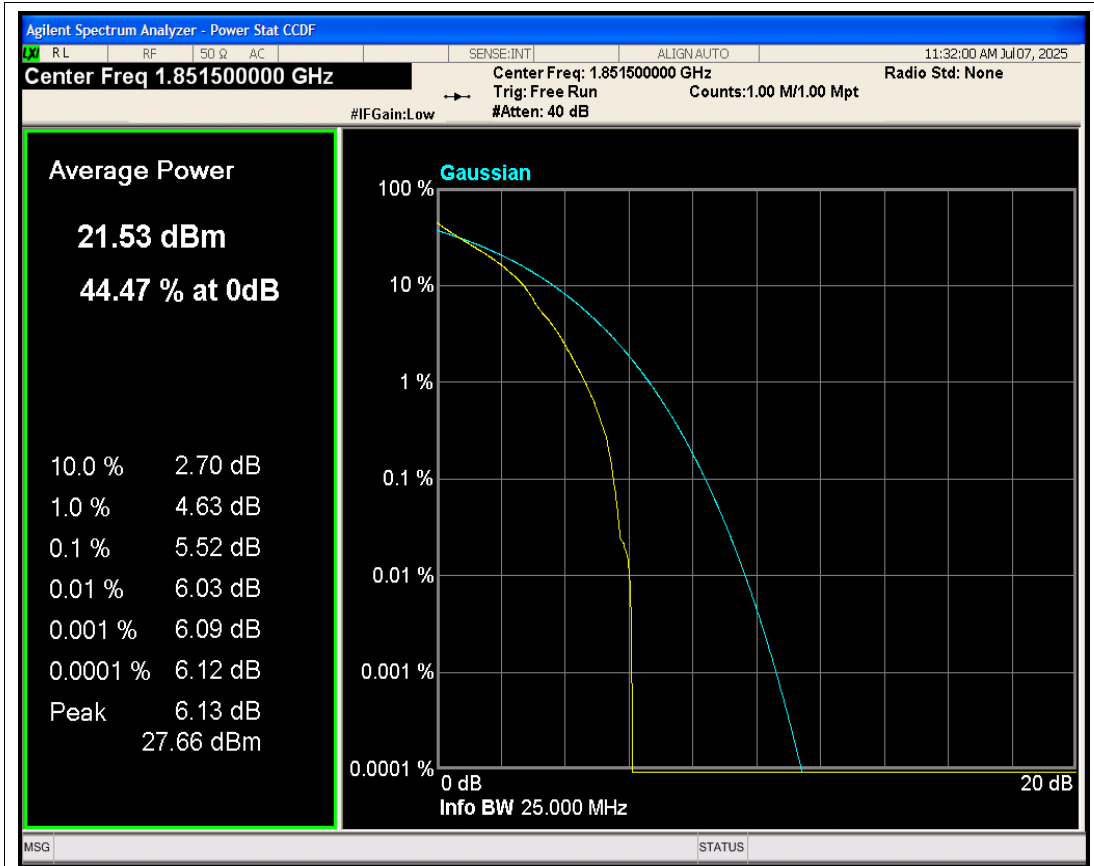 Agilent Spectrum Analyzer - Power Stat CCDF
LXI RL RF 50 Ω AC SENSE:INT ALIGN AUTO 11:32:00 AM Jul 07, 2025
Center Freq 1.851500000 GHz
Center Freq: 1.851500000 GHz
Radio Std: None
Trig: Free Run
Counts:1.00 M/1.00 Mpt
#IFGain:Low
#Atten: 40 dB
Average Power
21.53 dBm
44.47 % at 0dB
10.0 % 2.70 dB
1.0 % 4.63 dB
0.1 % 5.52 dB
0.01 % 6.03 dB
0.001 % 6.09 dB
0.0001 % 6.12 dB
Peak 6.13 dB
27.66 dBm
Gaussian
100 %
10 %
1 %
0.1 %
0.01 %
0.001 %
0.0001 %
0 dB 20 dB
Info BW 25.000 MHz
MSG STATUS